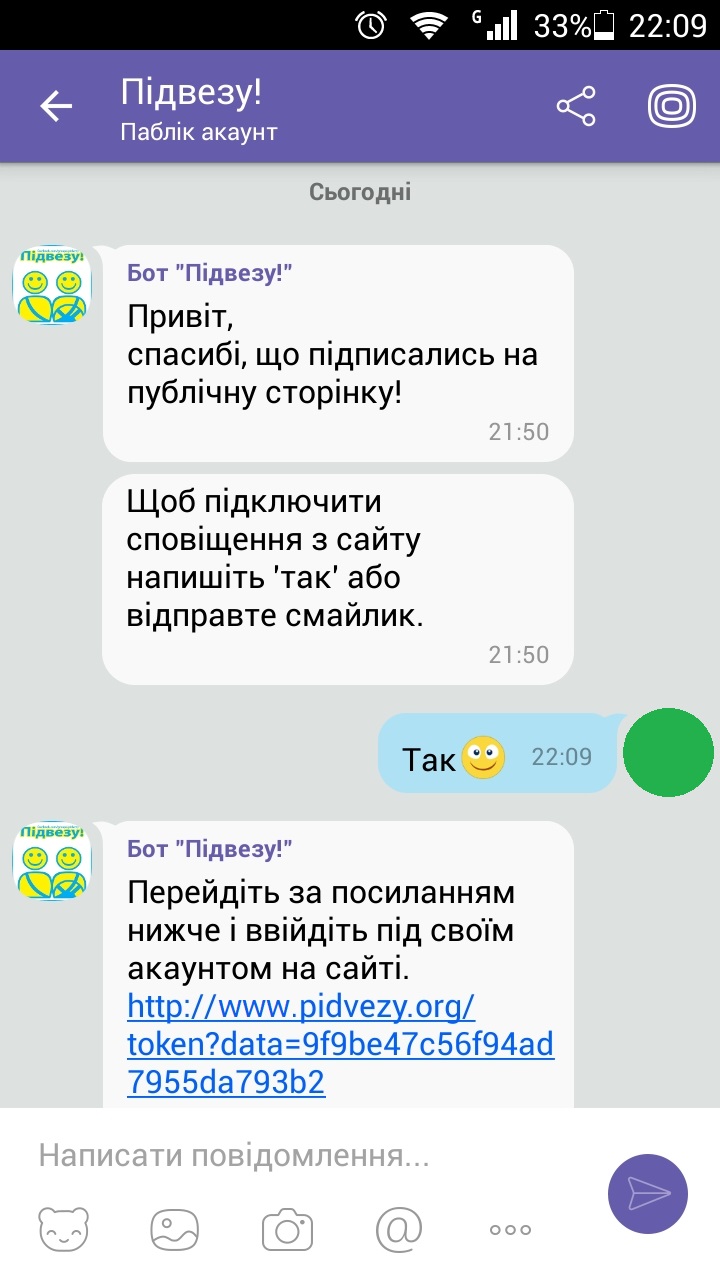 G 33% 22:09
Підвезу!
Паблік акаунт
Сьогодні
Підвезу!
Бот "Підвезу!"
Привіт,
спасибі, що підписались на
публічну сторінку!
21:50
Щоб підключити
сповіщення з сайту
напишіть 'так' або
відправте смайлик.
21:50
Так 22:09
Підвезу!
Бот "Підвезу!"
Перейдіть за посиланням
нижче і ввійдіть під своїм
акаунтом на сайті.
http://www.pidvezy.org/
token?data=9f9be47c56f94ad
7955da793b2
Написати повідомлення...